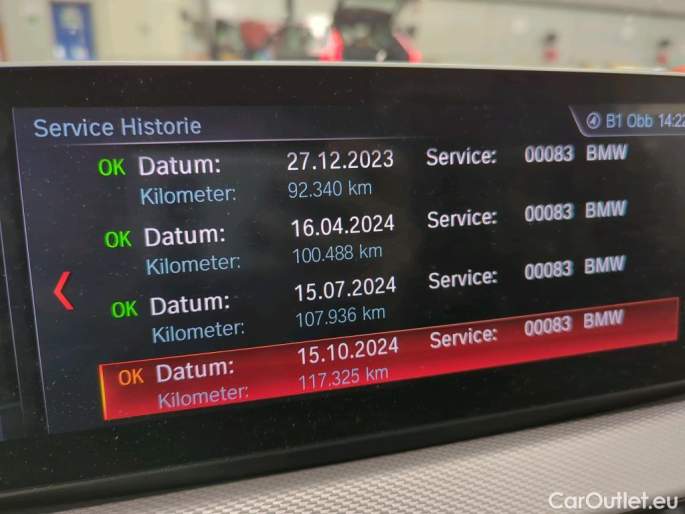 Service Historie
B1 Obb 14:22
OK Datum: 27.12.2023 Service: 00083 BMW
Kilometer: 92.340 km
OK Datum: 16.04.2024 Service: 00083 BMW
Kilometer: 100.488 km
OK Datum: 15.07.2024 Service: 00083 BMW
Kilometer: 107.936 km
OK Datum: 15.10.2024 Service: 00083 BMW
Kilometer: 117.325 km
CarOutlet.eu